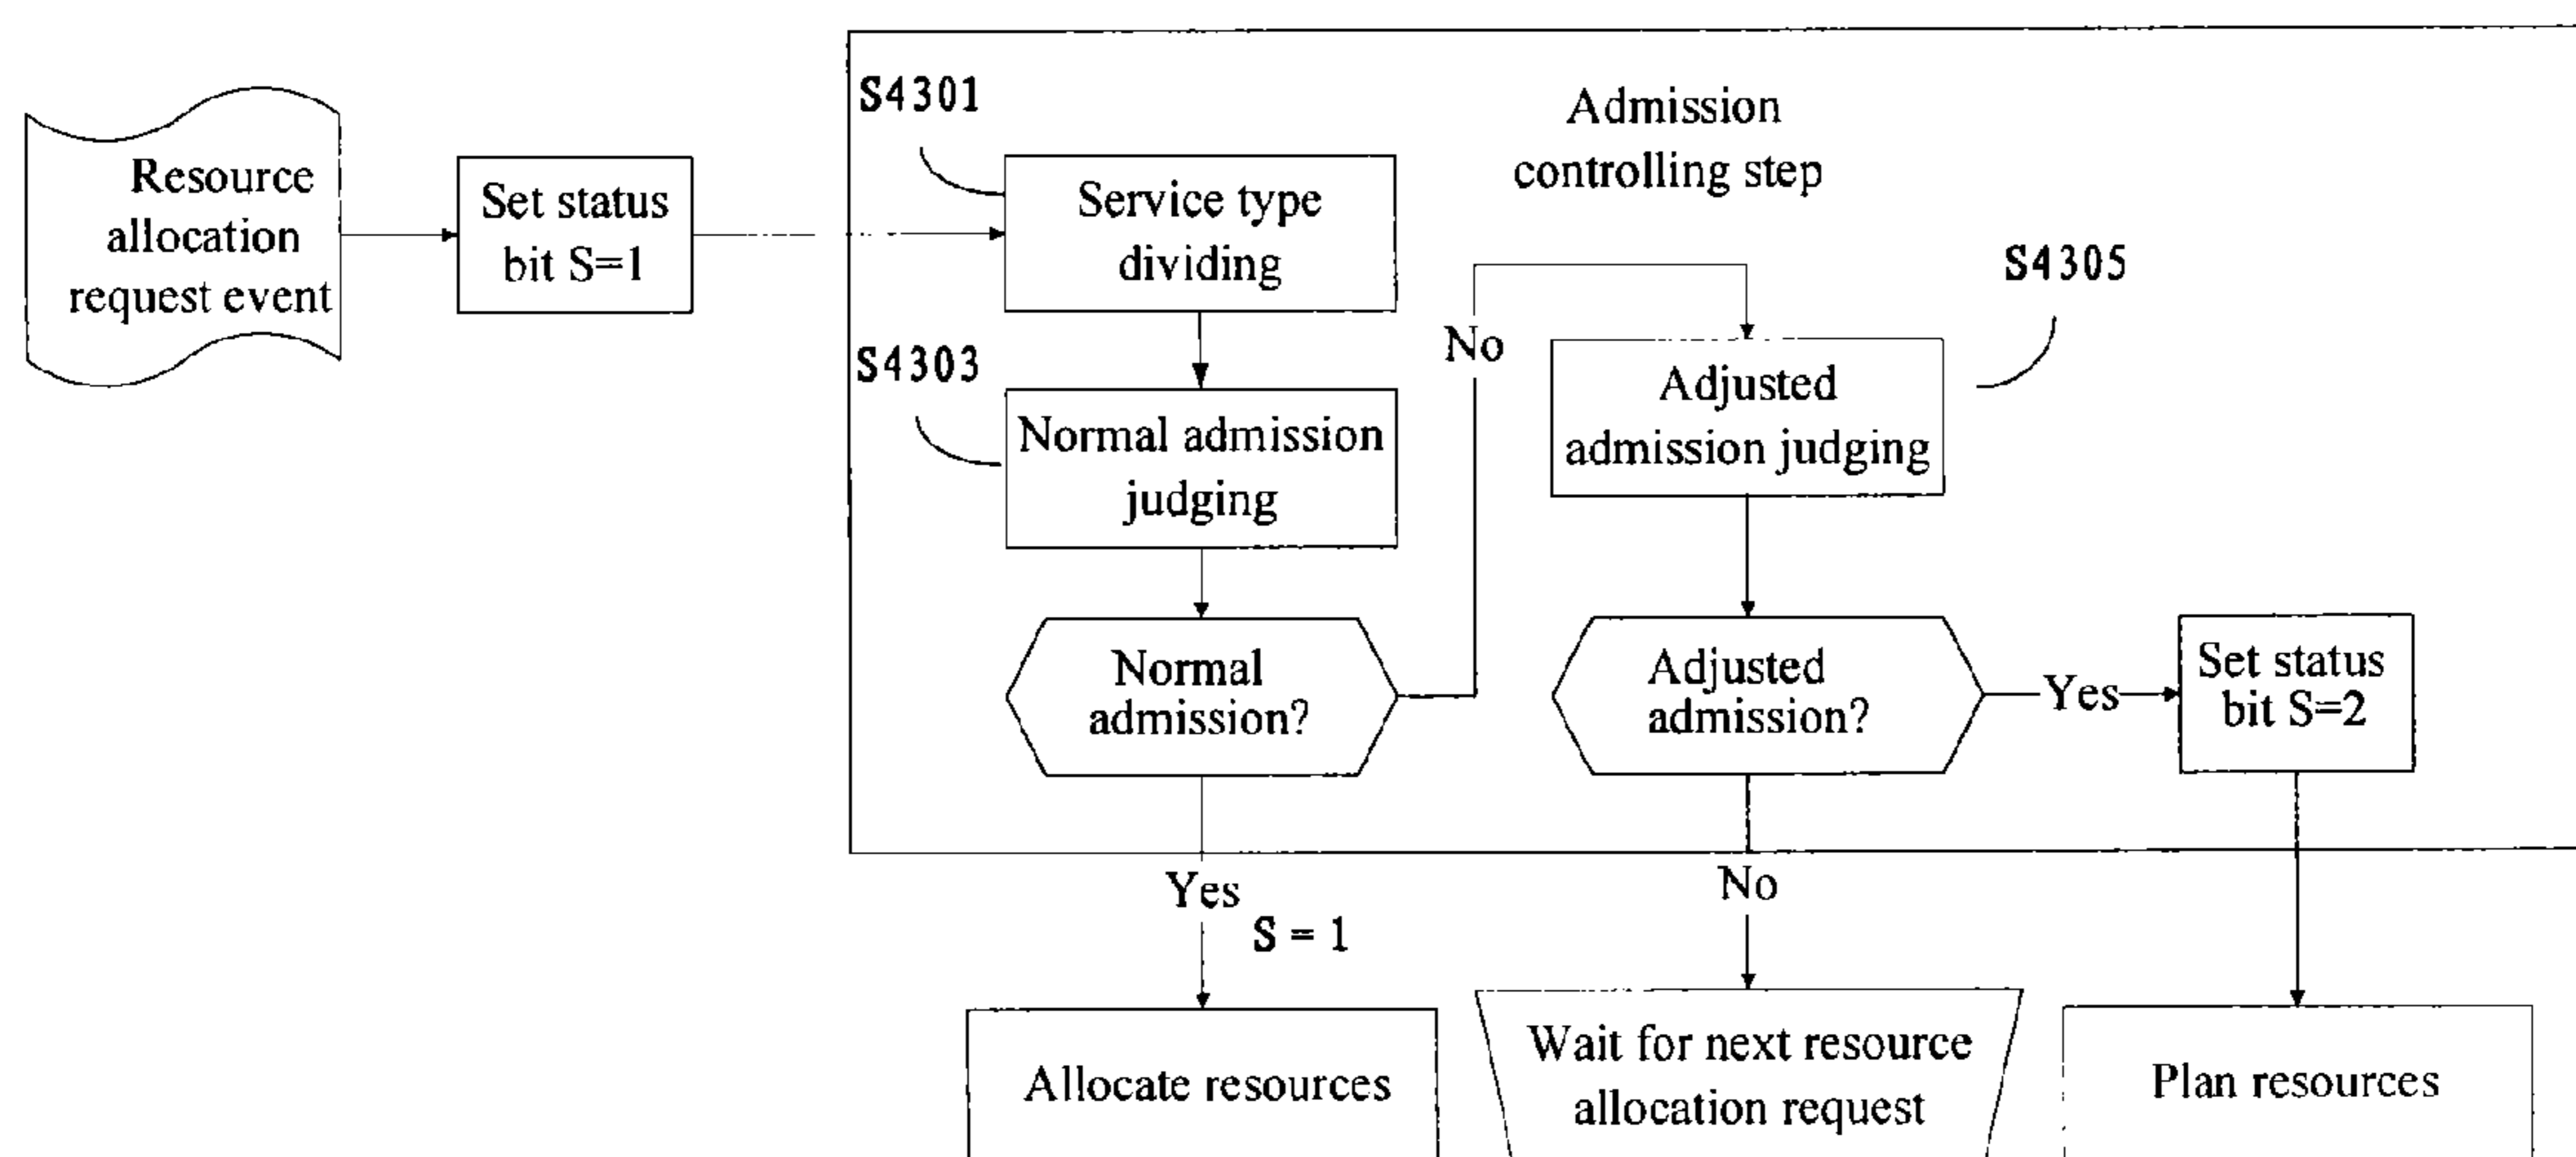 Resource
allocation
request event
Set status
bit S=1
S4301
Admission
controlling step
Service type
dividing
S4303
Normal admission
judging
No
S4305
Adjusted
admission judging
Normal
admission?
Adjusted
admission?
Yes
Set status
bit S=2
Yes
S = 1
No
Allocate resources
Wait for next resource
allocation request
Plan resources